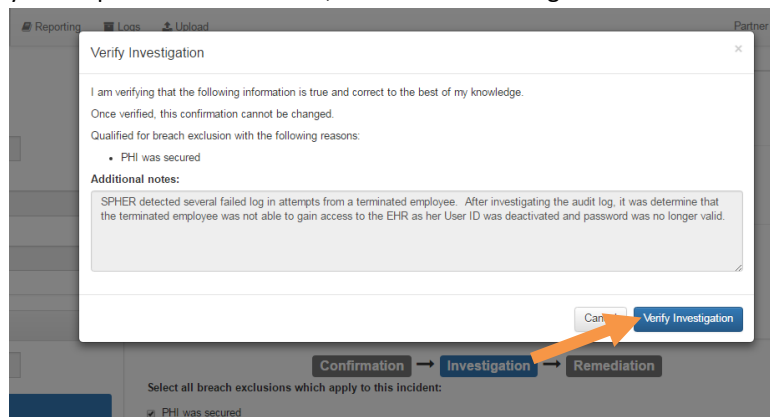 Reporting Logs Upload Partner
Verify Investigation ×
I am verifying that the following information is true and correct to the best of my knowledge.
Once verified, this confirmation cannot be changed.
Qualified for breach exclusion with the following reasons:
• PHI was secured
Additional notes:
SPHER detected several failed log in attempts from a terminated employee. After investigating the audit log, it was determine that
the terminated employee was not able to gain access to the EHR as her User ID was deactivated and password was no longer valid.
Verify Investigation
Confirmation → Investigation → Remediation
Select all breach exclusions which apply to this incident:
PHI was secured